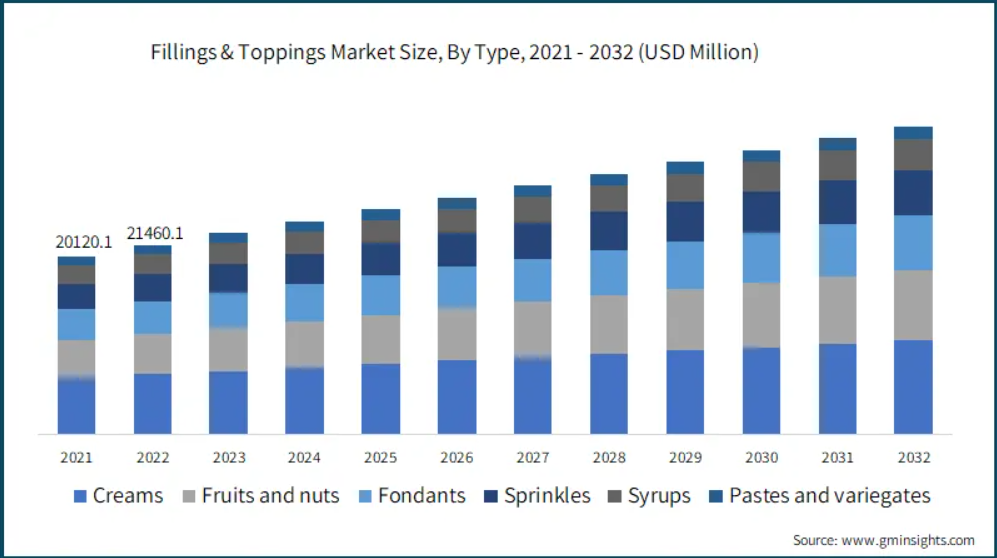 Fillings & Toppings Market Size, By Type, 2021 - 2032 (USD Million)
20120.1
21460.1
2021 2022 2023 2024 2025 2026 2027 2028 2029 2030 2031 2032
Creams Fruits and nuts Fondants Sprinkles Syrups Pastes and variegates
Source: www.gminsights.com